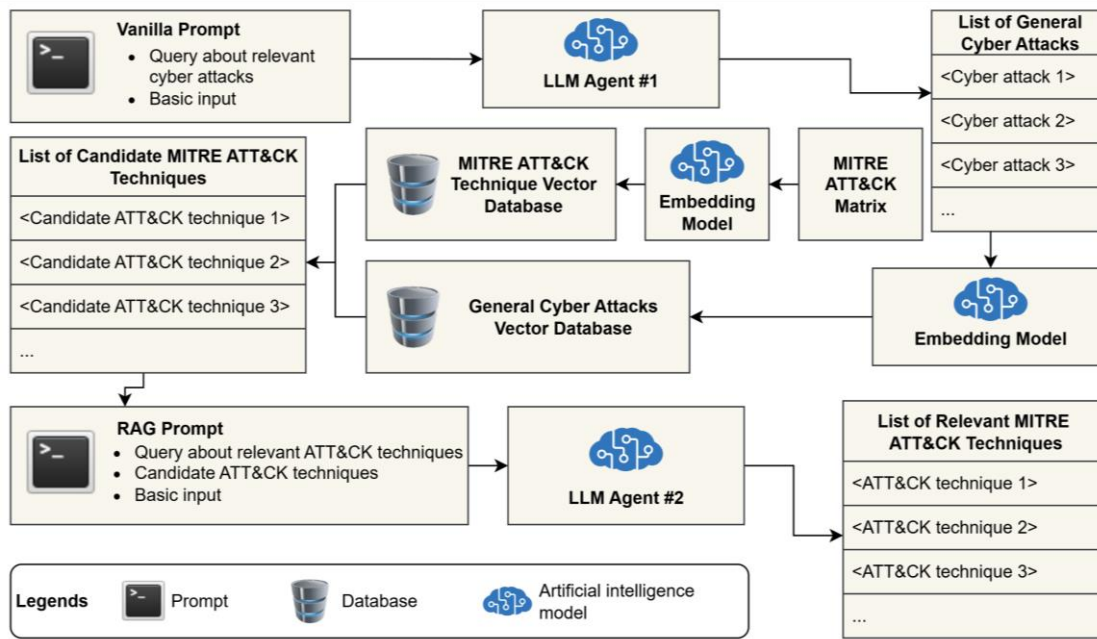 Vanilla Prompt
• Query about relevant
cyber attacks
• Basic input
LLM Agent #1
List of General
Cyber Attacks
<Cyber attack 1>
<Cyber attack 2>
<Cyber attack 3>
...
List of Candidate MITRE ATT&CK
Techniques
<Candidate ATT&CK technique 1>
<Candidate ATT&CK technique 2>
<Candidate ATT&CK technique 3>
...
MITRE ATT&CK
Technique Vector
Database
Embedding
Model
MITRE
ATT&CK
Matrix
General Cyber Attacks
Vector Database
Embedding Model
RAG Prompt
• Query about relevant ATT&CK techniques
• Candidate ATT&CK techniques
• Basic input
LLM Agent #2
List of Relevant MITRE
ATT&CK Techniques
<ATT&CK technique 1>
<ATT&CK technique 2>
<ATT&CK technique 3>
...
Legends
Prompt
Database
Artificial intelligence
model